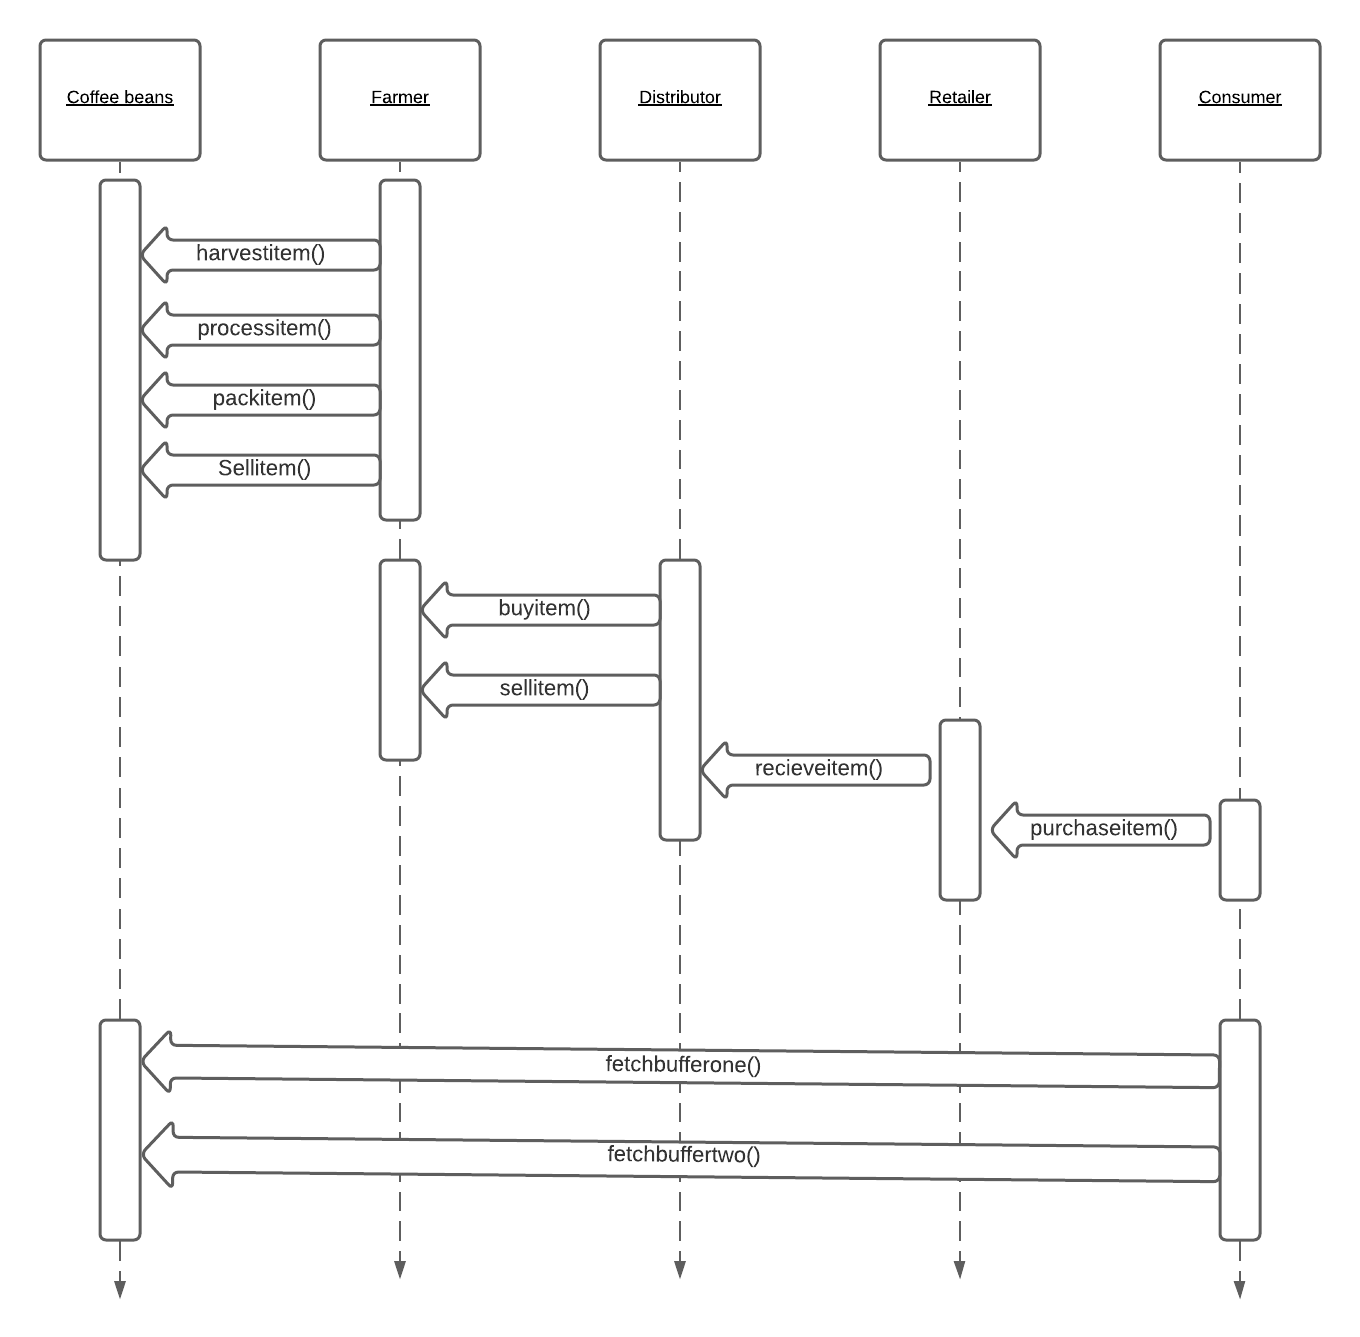 Coffee beans
Farmer
Distributor
Retailer
Consumer
harvestitem()
processitem()
packitem()
Sellitem()
buyitem()
sellitem()
recieveitem()
purchaseitem()
fetchbufferone()
fetchbuffertwo()